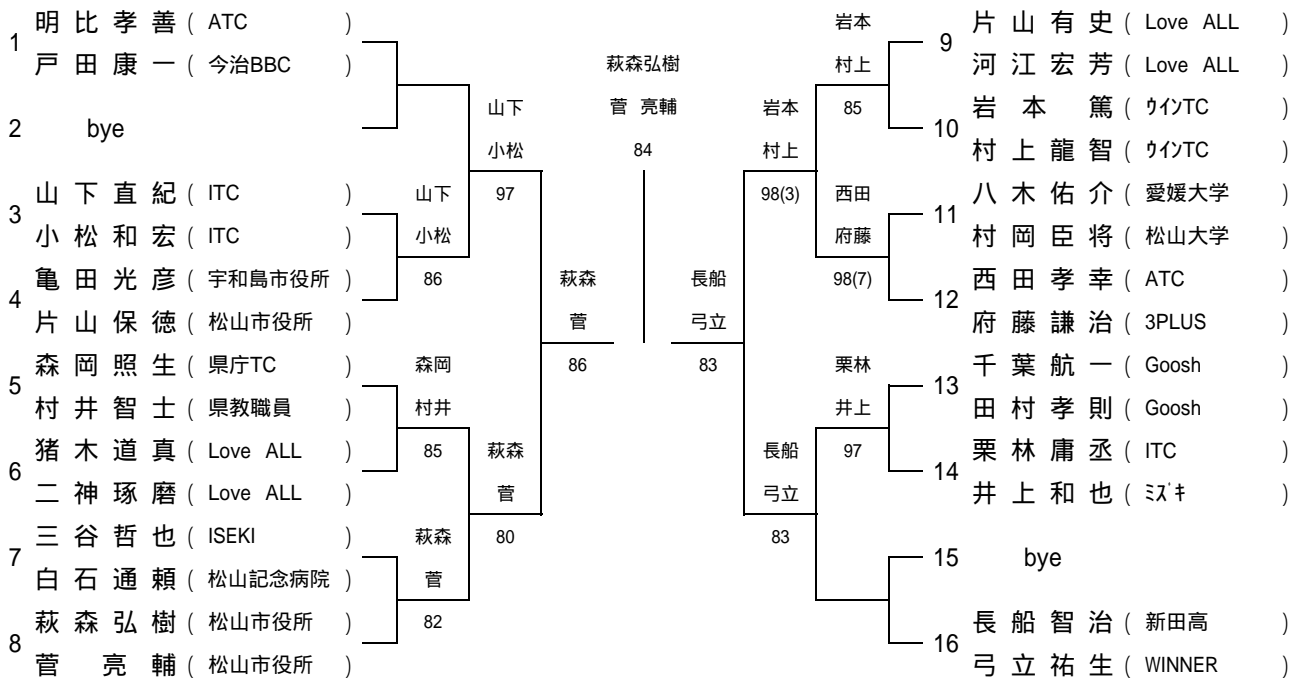 1 明比孝善 ( ATC )
戸田康一 ( 今治BBC )
2 bye
3 山下直紀 ( ITC )
小松和宏 ( ITC )
4 亀田光彦 ( 宇和島市役所 )
片山保徳 ( 松山市役所 )
5 森岡照生 ( 県庁TC )
村井智士 ( 県教職員 )
6 猪木道真 ( Love ALL )
二神琢磨 ( Love ALL )
7 三谷哲也 ( ISEKI )
白石通頼 ( 松山記念病院 )
8 萩森弘樹 ( 松山市役所 )
菅 亮輔 ( 松山市役所 )
山下
小松
86
森岡
村井
85
萩森
菅
82
山下
小松
97
萩森
菅
80
萩森
菅
86
萩森弘樹
菅 亮輔
84
長船
弓立
83
岩本
村上
98(3)
長船
弓立
83
岩本
村上
85
西田
府藤
98(7)
栗林
井上
97
9 片山有史 ( Love ALL )
河江宏芳 ( Love ALL )
10 岩本 篤 ( ウインTC )
村上龍智 ( ウインTC )
11 八木佑介 ( 愛媛大学 )
村岡臣将 ( 松山大学 )
12 西田孝幸 ( ATC )
府藤謙治 ( 3PLUS )
13 千葉航一 ( Goosh )
田村孝則 ( Goosh )
14 栗林庸丞 ( ITC )
井上和也 ( ミズキ )
15 bye
16 長船智治 ( 新田高 )
弓立祐生 ( WINNER )